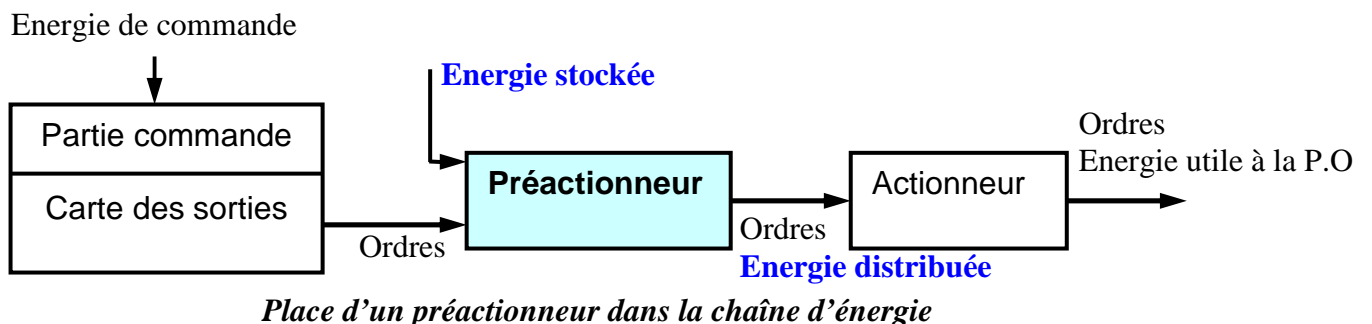 Energie de commande
Energie stockée
Partie commande
Carte des sorties
Ordres
Préactionneur
Ordres
Energie distribuée
Actionneur
Ordres
Energie utile à la P.O
Place d'un préactionneur dans la chaîne d'énergie